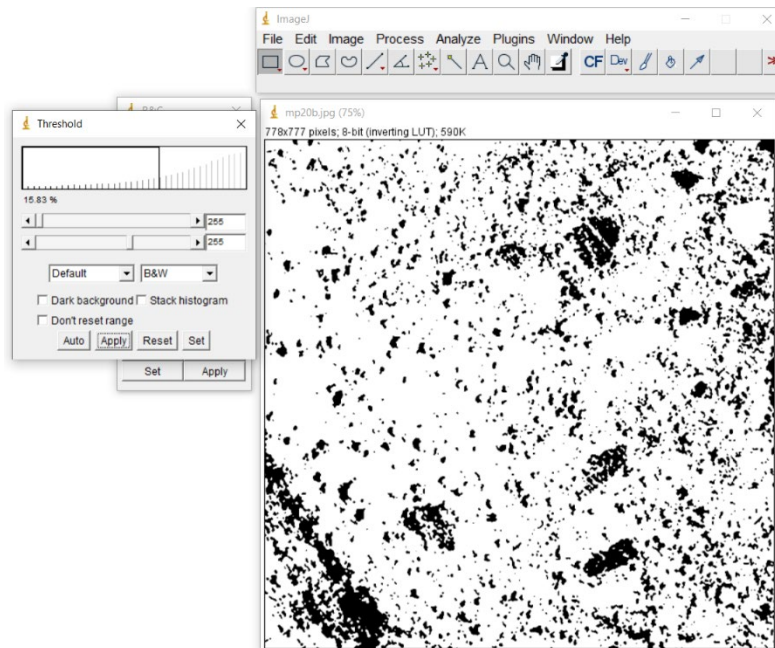 ImageJ
File Edit Image Process Analyze Plugins Window Help
CF Dev
Threshold
mp20b.jpg (75%)
778x777 pixels; 8-bit (inverting LUT); 590K
15.83 %
255
255
Default B&W
Dark background Stack histogram
Don't reset range
Auto Apply Reset Set
Set Apply